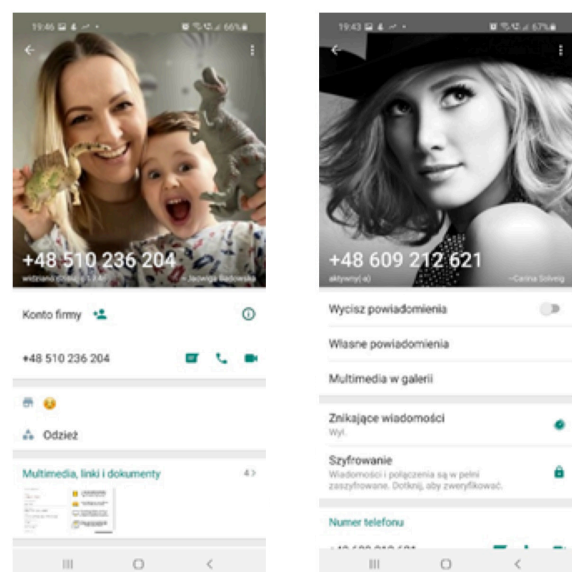 19:46
66%
+48 510 236 204
~ Jadwiga Sadowska
Konto firmy
+48 510 236 204
Odzież
Multimedia, linki i dokumenty
4 >
19:43
67%
+48 609 212 621
aktywny(-a)
~Carina Solveig
Wycisz powiadomienia
Własne powiadomienia
Multimedia w galerii
Znikające wiadomości
Wył.
Szyfrowanie
Wiadomości i połączenia są w pełni
zaszyfrowane. Dotknij, aby zweryfikować.
Numer telefonu